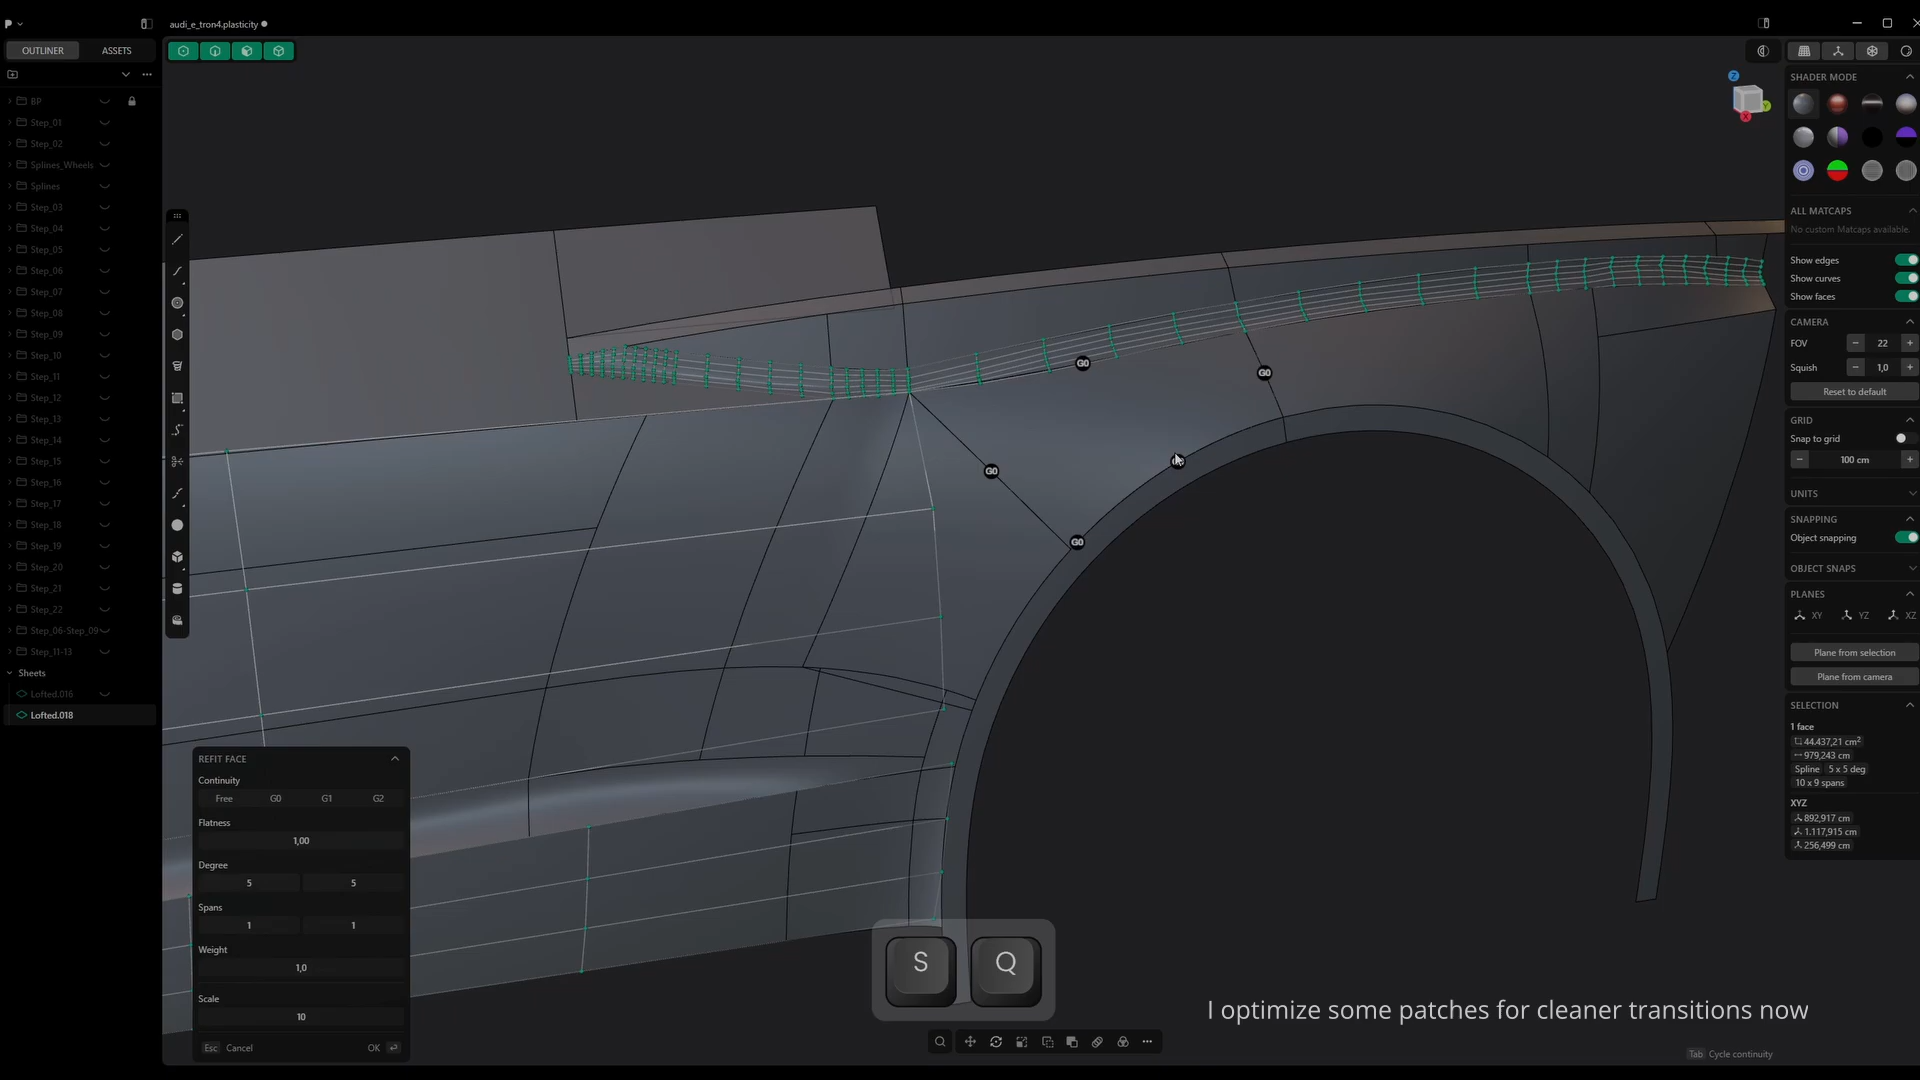 audi_e_tron4.plasticity
OUTLINER
ASSETS
BP
Step_01
Step_02
Splines_Wheels
Splines
Step_03
Step_04
Step_05
Step_06
Step_07
Step_08
Step_09
Step_10
Step_11
Step_12
Step_13
Step_14
Step_15
Step_16
Step_17
Step_18
Step_19
Step_20
Step_21
Step_22
Step_06-Step_09
Step_11-13
Sheets
Lofted.016
Lofted.018
REFIT FACE
Continuity
Free G0 G1 G2
Flatness
1,00
Degree
5 5
Spans
1 1
Weight
1,0
Scale
10
Esc Cancel OK
G0
G0
G0
G0
S Q
I optimize some patches for cleaner transitions now
Tab Cycle continuity
Z
Y
X
SHADER MODE
ALL MATCAPS
No custom Matcaps available.
Show edges
Show curves
Show faces
CAMERA
FOV − 22 +
Squish − 1,0 +
Reset to default
GRID
Snap to grid
− 100 cm +
UNITS
SNAPPING
Object snapping
OBJECT SNAPS
PLANES
XY YZ XZ
Plane from selection
Plane from camera
SELECTION
1 face
44.437,21 cm²
979,243 cm
Spline 5 x 5 deg
10 x 9 spans
XYZ
892,917 cm
1.117,915 cm
256,499 cm